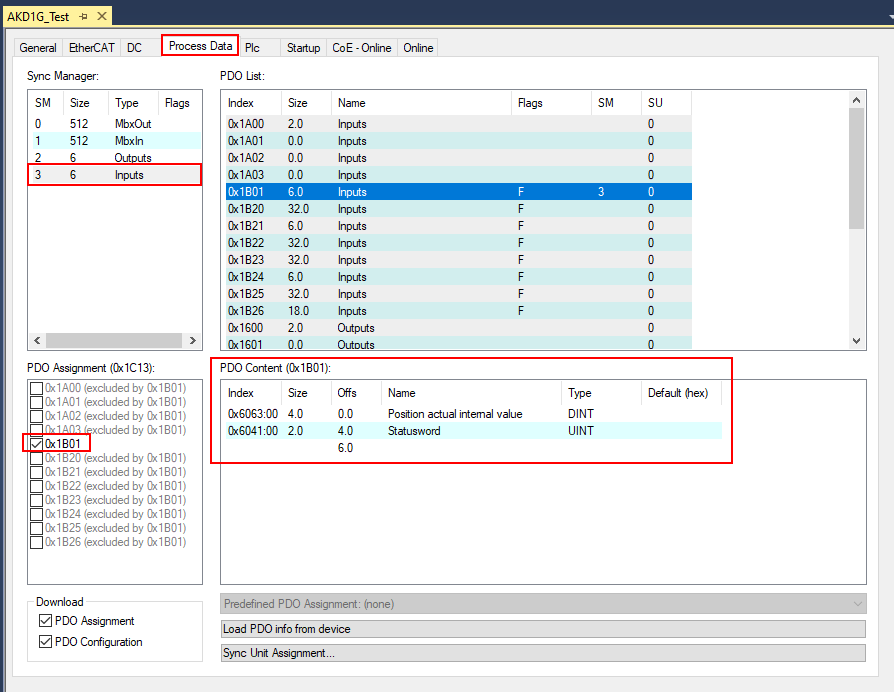 AKD1G_Test
General EtherCAT DC Process Data Plc Startup CoE - Online Online
Sync Manager:
SM Size Type Flags
0 512 MbxOut
1 512 MbxIn
2 6 Outputs
3 6 Inputs
PDO List:
Index Size Name Flags SM SU
0x1A00 2.0 Inputs 0
0x1A01 0.0 Inputs 0
0x1A02 0.0 Inputs 0
0x1A03 0.0 Inputs 0
0x1B01 6.0 Inputs F 3 0
0x1B20 32.0 Inputs F 0
0x1B21 6.0 Inputs F 0
0x1B22 32.0 Inputs F 0
0x1B23 32.0 Inputs F 0
0x1B24 6.0 Inputs F 0
0x1B25 32.0 Inputs F 0
0x1B26 18.0 Inputs F 0
0x1600 2.0 Outputs 0
0x1601 0.0 Outputs 0
PDO Assignment (0x1C13):
0x1A00 (excluded by 0x1B01)
0x1A01 (excluded by 0x1B01)
0x1A02 (excluded by 0x1B01)
0x1A03 (excluded by 0x1B01)
0x1B01
0x1B20 (excluded by 0x1B01)
0x1B21 (excluded by 0x1B01)
0x1B22 (excluded by 0x1B01)
0x1B23 (excluded by 0x1B01)
0x1B24 (excluded by 0x1B01)
0x1B25 (excluded by 0x1B01)
0x1B26 (excluded by 0x1B01)
PDO Content (0x1B01):
Index Size Offs Name Type Default (hex)
0x6063:00 4.0 0.0 Position actual internal value DINT
0x6041:00 2.0 4.0 Statusword UINT
6.0
Download
PDO Assignment
PDO Configuration
Predefined PDO Assignment: (none)
Load PDO info from device
Sync Unit Assignment...